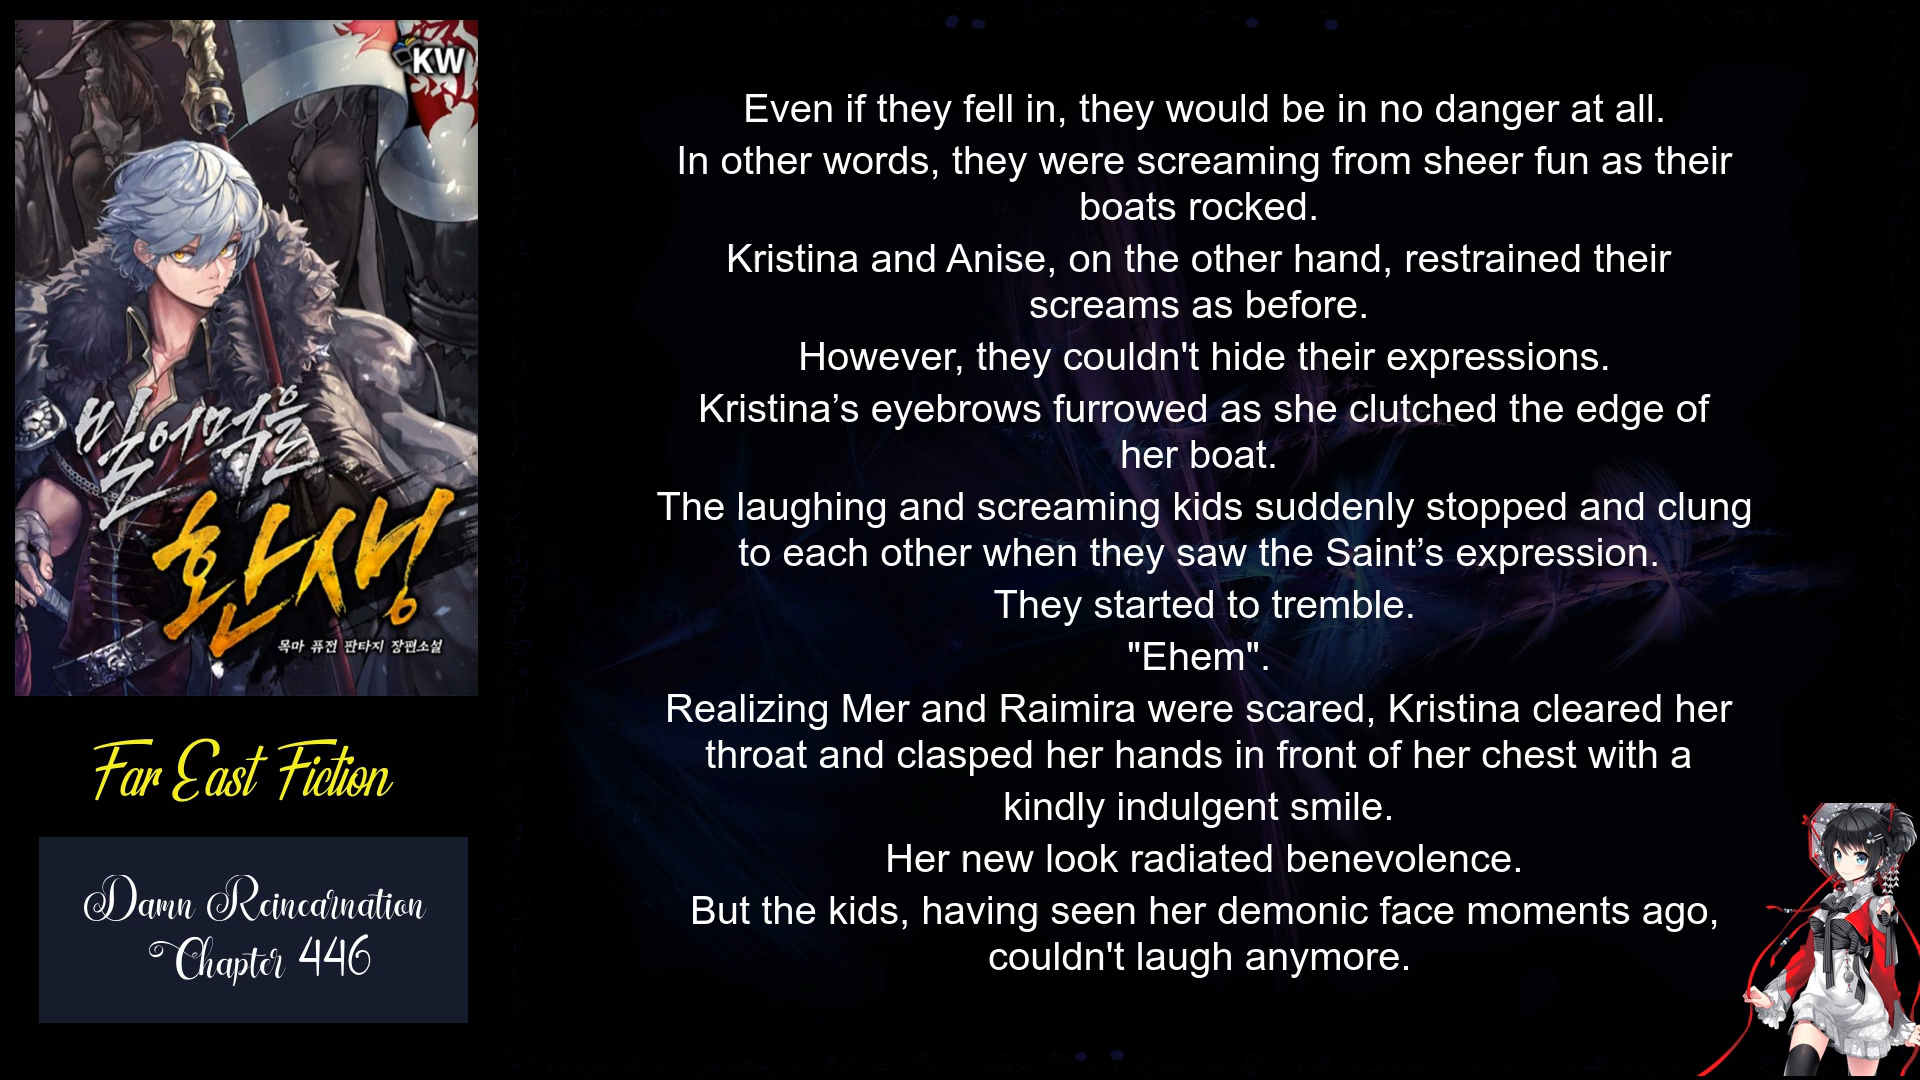 KW
빌어먹을
환생
목마 퓨전 판타지 장편소설
Far East Fiction
Damn Reincarnation
Chapter 446
Even if they fell in, they would be in no danger at all.
In other words, they were screaming from sheer fun as their
boats rocked.
Kristina and Anise, on the other hand, restrained their
screams as before.
However, they couldn't hide their expressions.
Kristina’s eyebrows furrowed as she clutched the edge of
her boat.
The laughing and screaming kids suddenly stopped and clung
to each other when they saw the Saint’s expression.
They started to tremble.
"Ehem".
Realizing Mer and Raimira were scared, Kristina cleared her
throat and clasped her hands in front of her chest with a
kindly indulgent smile.
Her new look radiated benevolence.
But the kids, having seen her demonic face moments ago,
couldn't laugh anymore.